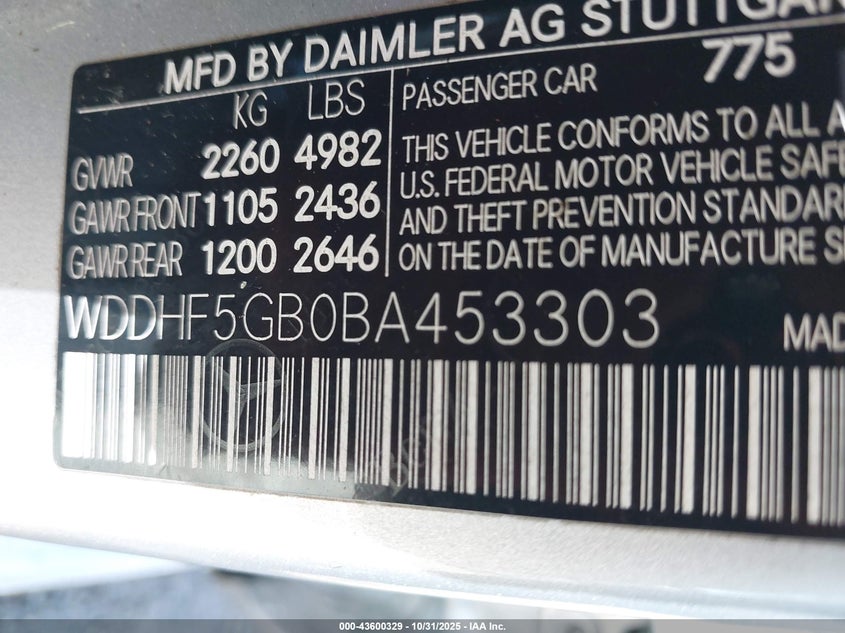 MFD BY DAIMLER AG STUTTGAR
KG LBS
GVWR 2260 4982
GAWR FRONT 1105 2436
GAWR REAR 1200 2646
PASSENGER CAR 775
THIS VEHICLE CONFORMS TO ALL A
U.S. FEDERAL MOTOR VEHICLE SAFE
AND THEFT PREVENTION STANDAR
ON THE DATE OF MANUFACTURE S
WDDHF5GB0BA453303
MAD
000-43600329 - 10/31/2025 - IAA Inc.